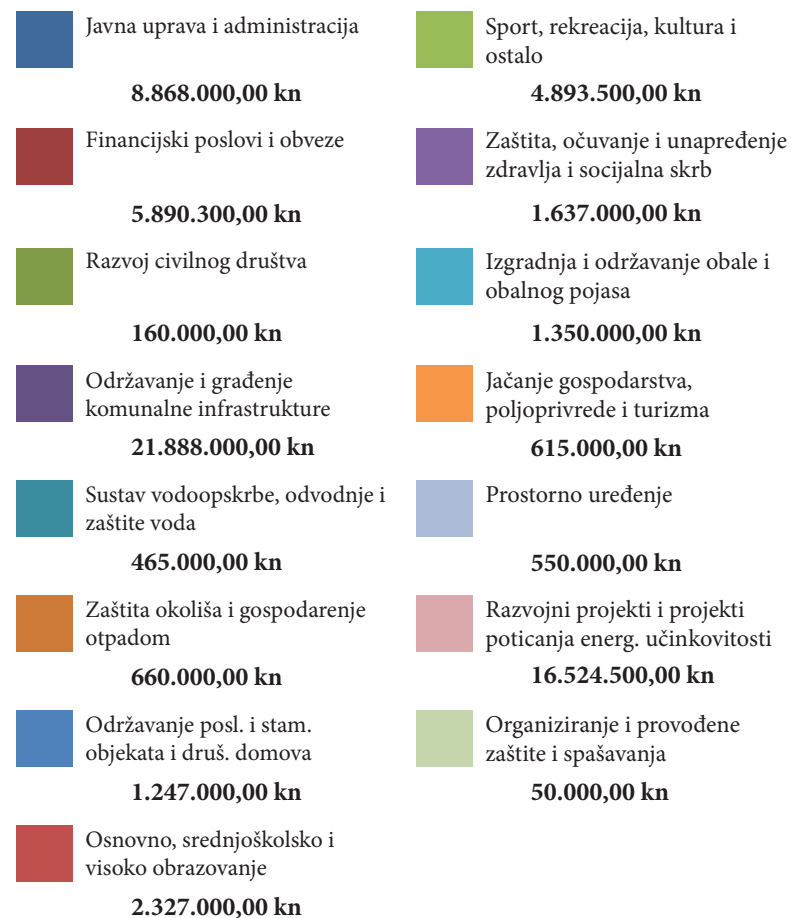 Javna uprava i administracija
8.868.000,00 kn
Financijski poslovi i obveze
5.890.300,00 kn
Razvoj civilnog društva
160.000,00 kn
Održavanje i građenje
komunalne infrastrukture
21.888.000,00 kn
Sustav vodoopskrbe, odvodnje i
zaštite voda
465.000,00 kn
Zaštita okoliša i gospodarenje
otpadom
660.000,00 kn
Održavanje posl. i stam.
objekata i druš. domova
1.247.000,00 kn
Osnovno, srednjoškolsko i
visoko obrazovanje
2.327.000,00 kn
Sport, rekreacija, kultura i
ostalo
4.893.500,00 kn
Zaštita, očuvanje i unapređenje
zdravlja i socijalna skrb
1.637.000,00 kn
Izgradnja i održavanje obale i
obalnog pojasa
1.350.000,00 kn
Jačanje gospodarstva,
poljoprivrede i turizma
615.000,00 kn
Prostorno uređenje
550.000,00 kn
Razvojni projekti i projekti
poticanja energ. učinkovitosti
16.524.500,00 kn
Organiziranje i provođene
zaštite i spašavanja
50.000,00 kn